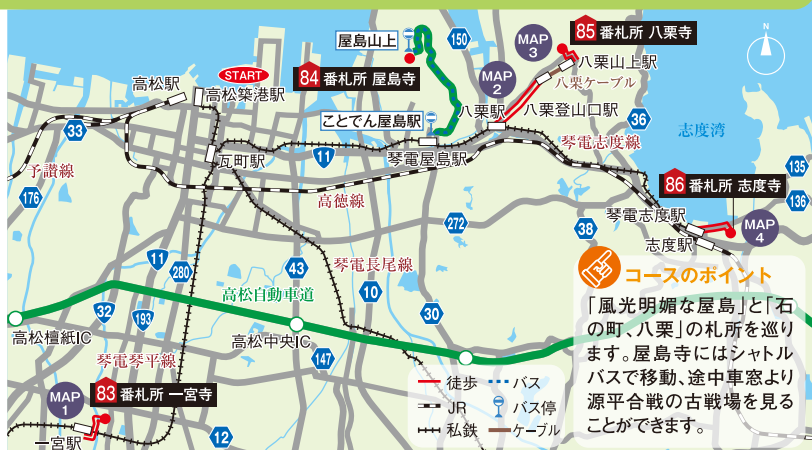 屋島山上
150
MAP
3
85 番札所 八栗寺
N
八栗山上駅
八栗ケーブル
高松駅
START
高松築港駅
84 番札所 屋島寺
MAP
2
八栗駅
八栗登山口駅
ことでん屋島駅
36
志度湾
33
瓦町駅
11
琴電屋島駅
琴電志度線
135
予讃線
176
高徳線
86 番札所 志度寺
136
272
琴電志度駅
38
志度駅
MAP
4
11
280
43
琴電長尾線
10
高松自動車道
32
193
30
高松檀紙IC
高松中央IC
147
琴電琴平線
MAP
1
83 番札所 一宮寺
一宮駅
12
コースのポイント
「風光明媚な屋島」と「石
の町、八栗」の札所を巡り
ます。屋島寺にはシャトル
バスで移動、途中車窓より
源平合戦の古戦場を見る
ことができます。
徒歩
バス
JR
バス停
私鉄
ケーブル